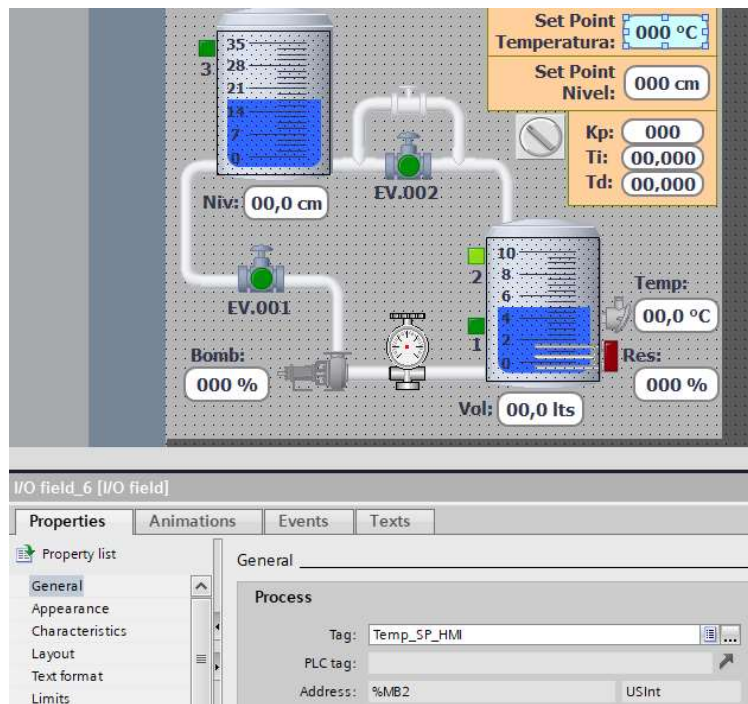 Set Point
Temperatura: 000 °C
Set Point
Nivel: 000 cm
Kp: 000
Ti: 00,000
Td: 00,000
35
28
21
14
7
0
3
Niv: 00,0 cm
EV.002
EV.001
10
8
6
4
2
0
2
1
Temp:
00,0 °C
Res:
000 %
Bomb:
000 %
Vol: 00,0 lts
I/O field_6 [I/O field]
Properties Animations Events Texts
Property list
General
Appearance
Characteristics
Layout
Text format
Limits
General
Process
Tag: Temp_SP_HMI
PLC tag:
Address: %MB2 USInt